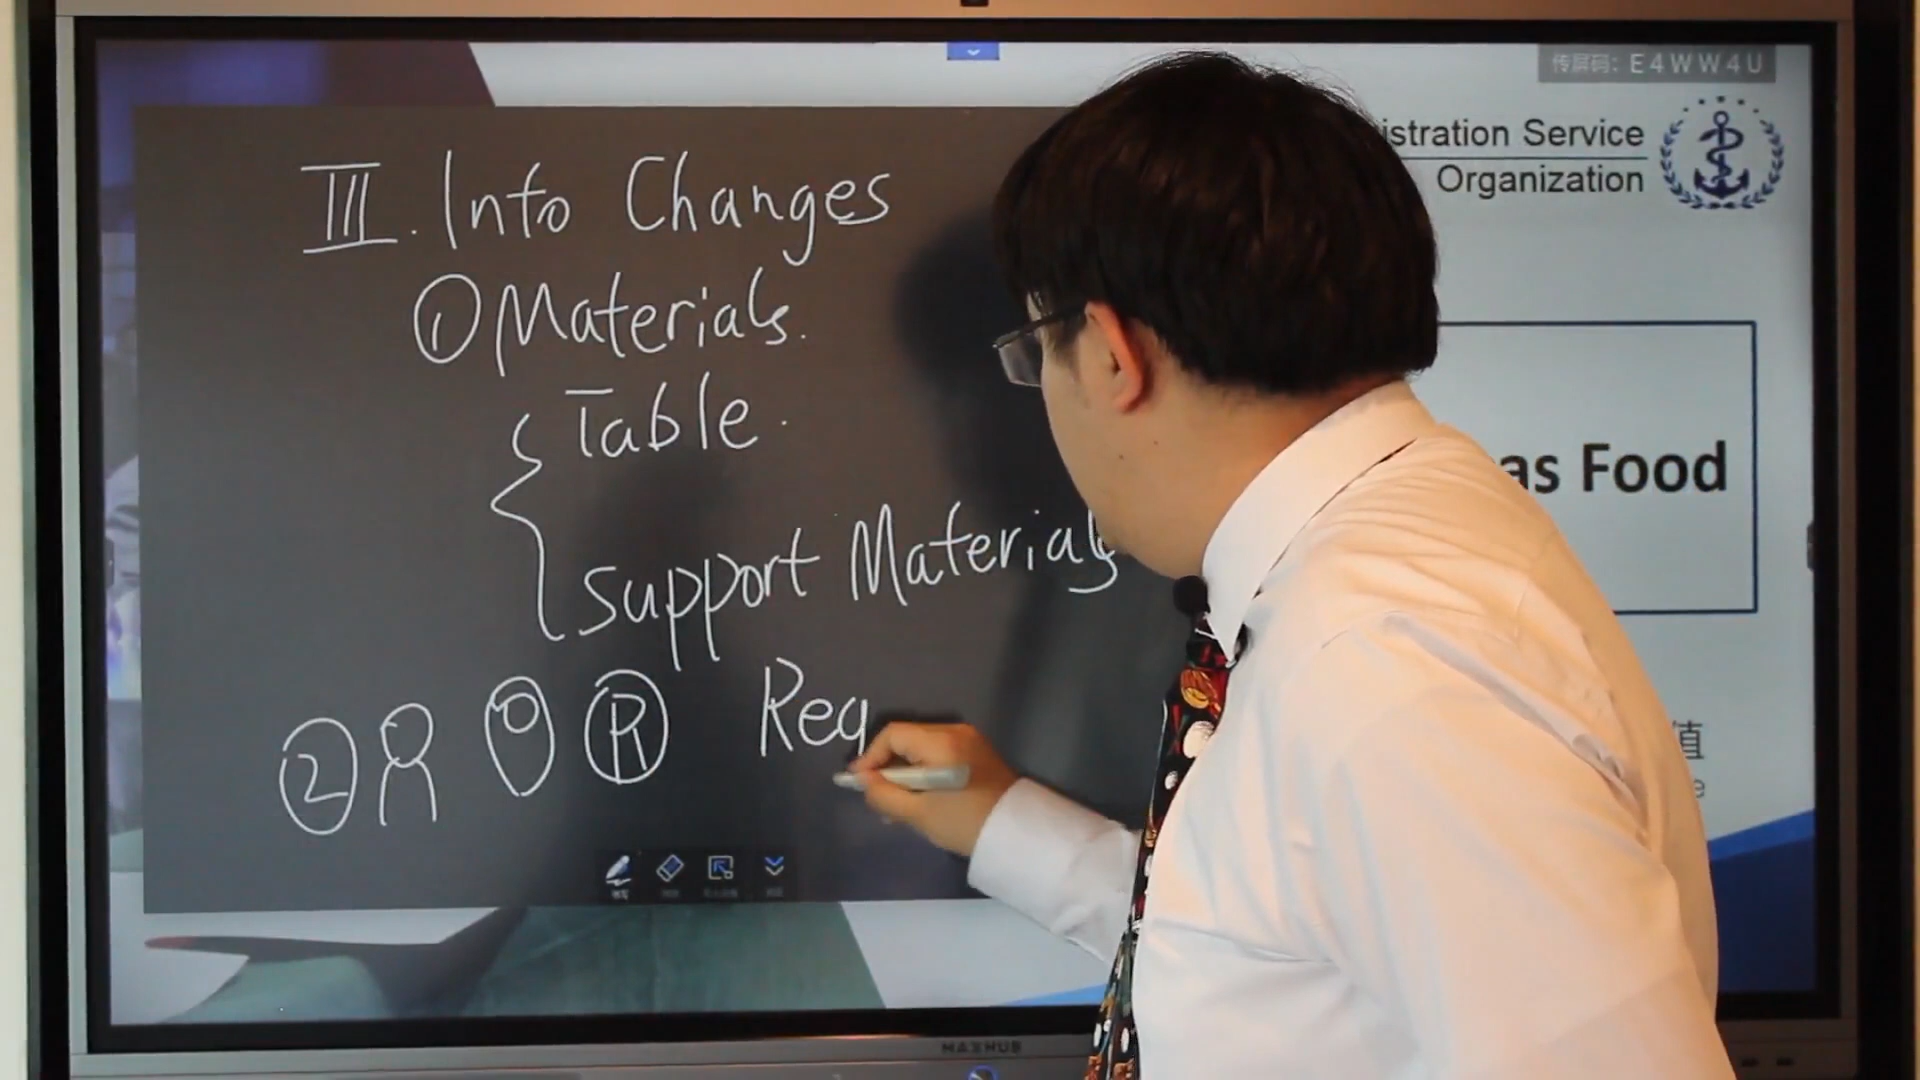 传屏码: E4WW4U
istration Service
Organization
III. Info Changes
① Materials.
Table.
Support Materials
as Food
② R Req
值
e
MAXHUB